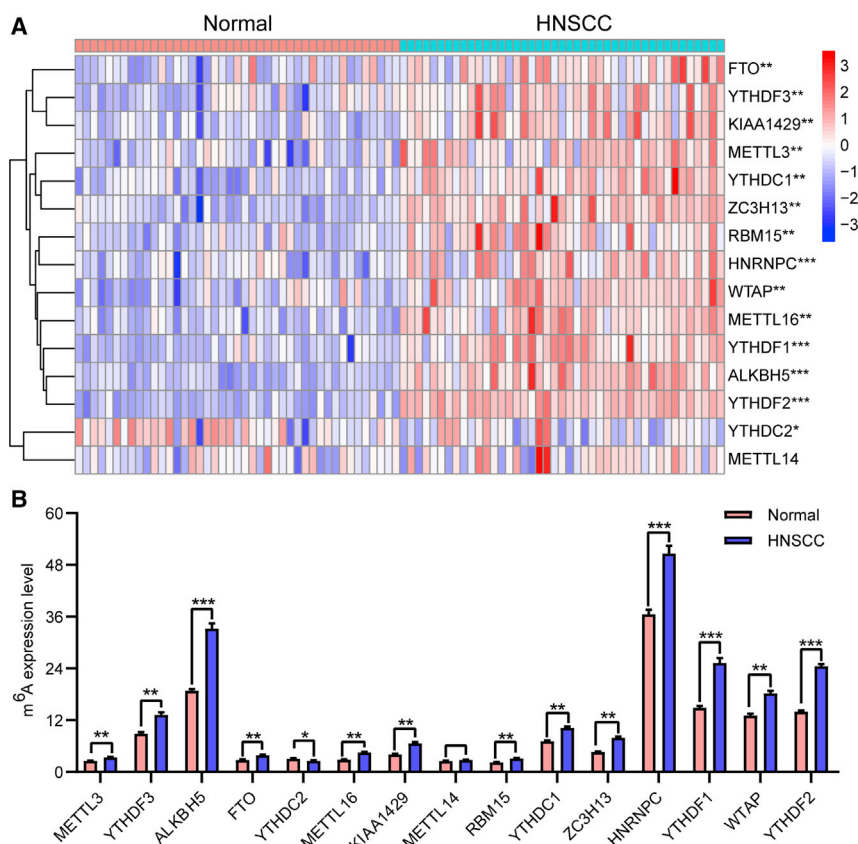 A
Normal
HNSCC
FTO**
YTHDF3**
KIAA1429**
METTL3**
YTHDC1**
ZC3H13**
RBM15**
HNRNPC***
WTAP**
METTL16**
YTHDF1***
ALKBH5***
YTHDF2***
YTHDC2*
METTL14
3
2
1
0
−1
−2
−3
B
m⁶A expression level
60
48
36
24
12
0
Normal
HNSCC
**
**
***
**
*
**
**
**
**
**
***
***
**
***
METTL3
YTHDF3
ALKBH5
FTO
YTHDC2
METTL16
KIAA1429
METTL14
RBM15
YTHDC1
ZC3H13
HNRNPC
YTHDF1
WTAP
YTHDF2